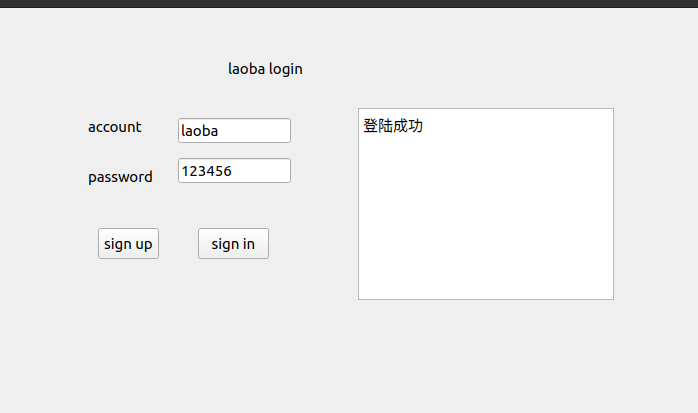 laoba login
account
laoba
password
123456
sign up
sign in
登陆成功